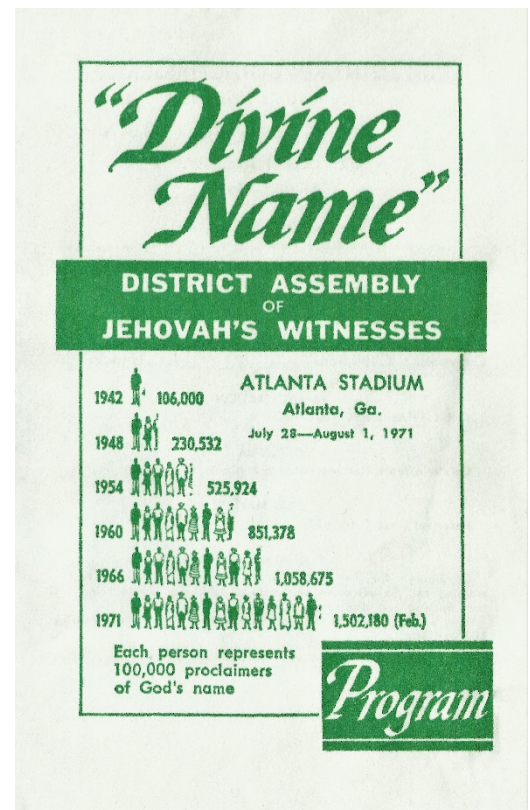 "Divine
Name"
DISTRICT ASSEMBLY
OF
JEHOVAH'S WITNESSES
ATLANTA STADIUM
Atlanta, Ga.
July 28—August 1, 1971
1942 106,000
1948 230,532
1954 525,924
1960 851,378
1966 1,058,675
1971 1,502,180 (Feb.)
Each person represents
100,000 proclaimers
of God's name
Program